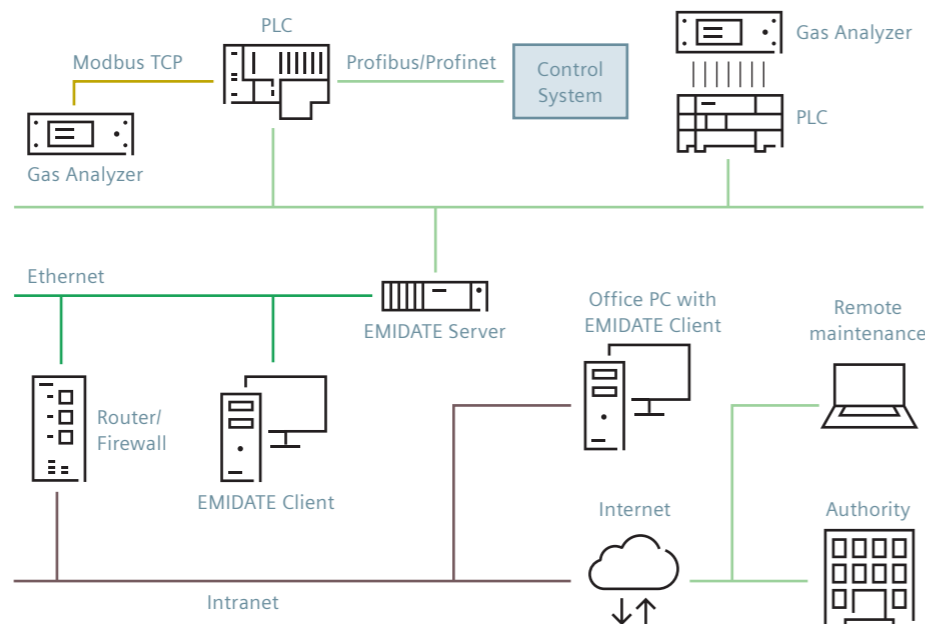 PLC
Modbus TCP
Profibus/Profinet
Control
System
Gas Analyzer
PLC
Gas Analyzer
Ethernet
EMIDATE Server
Office PC with
EMIDATE Client
Remote
maintenance
Router/
Firewall
EMIDATE Client
Internet
Authority
Intranet